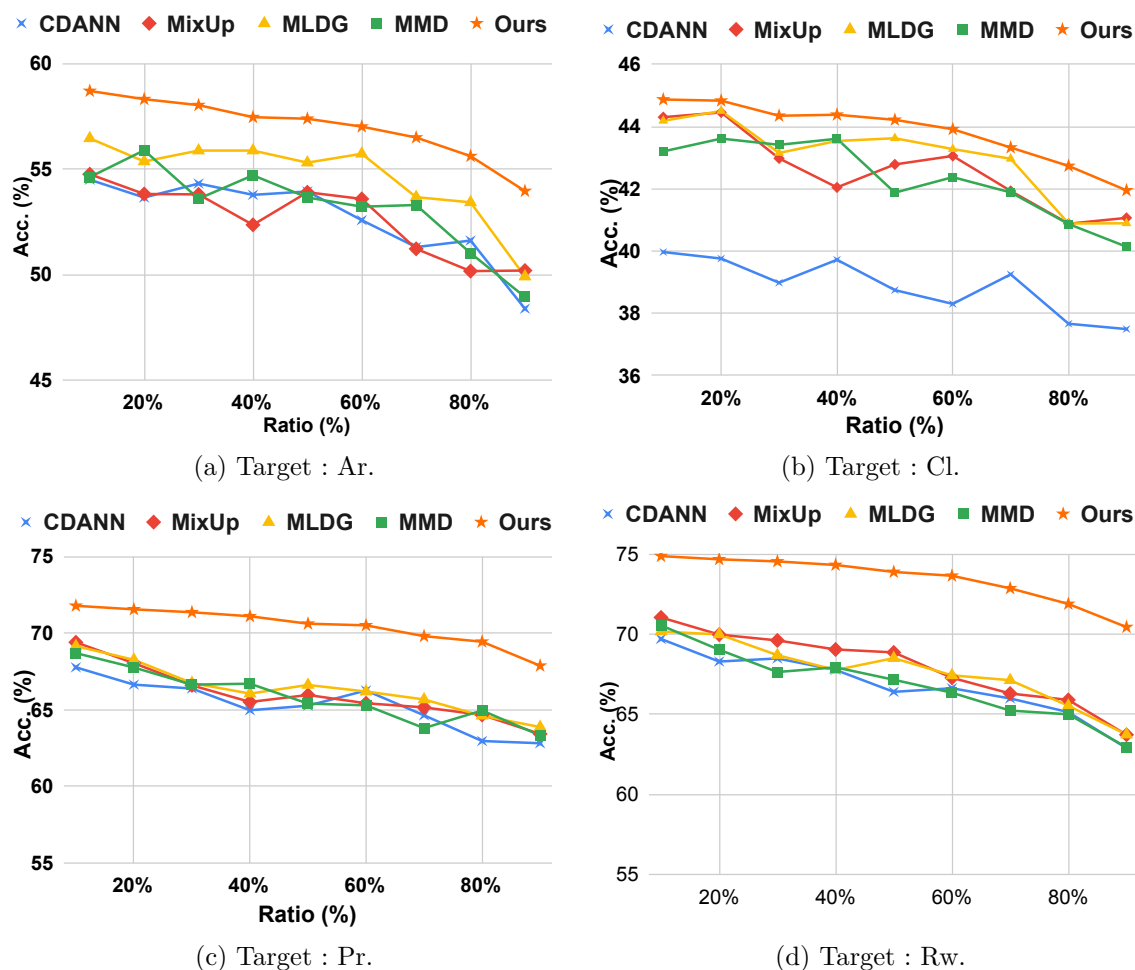 CDANN MixUp MLDG MMD Ours
60
55
50
45
Acc. (%)
20% 40% 60% 80%
Ratio (%)
(a) Target : Ar.
CDANN MixUp MLDG MMD Ours
46
44
42
40
38
36
Acc. (%)
20% 40% 60% 80%
Ratio (%)
(b) Target : Cl.
CDANN MixUp MLDG MMD Ours
75
70
65
60
55
Acc. (%)
20% 40% 60% 80%
Ratio (%)
(c) Target : Pr.
CDANN MixUp MLDG MMD Ours
75
70
65
60
55
Acc. (%)
20% 40% 60% 80%
(d) Target : Rw.